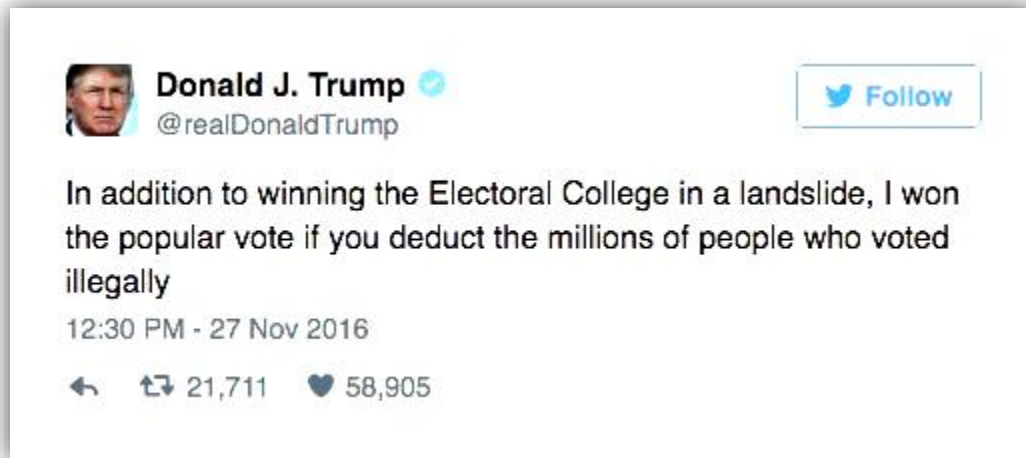 Donald J. Trump
Follow
@realDonaldTrump
In addition to winning the Electoral College in a landslide, I won
the popular vote if you deduct the millions of people who voted
illegally
12:30 PM - 27 Nov 2016
21,711 58,905